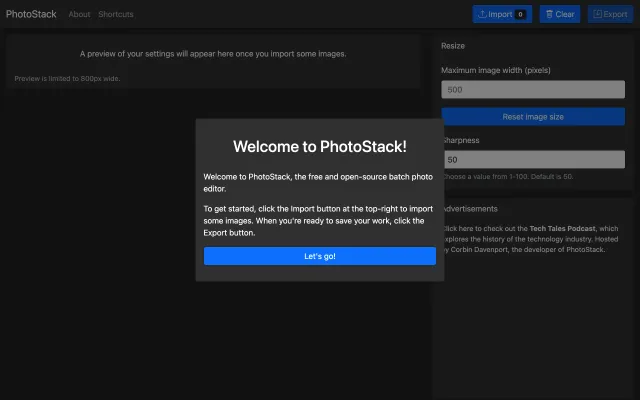 PhotoStack About Shortcuts Import 0 Clear Export
A preview of your settings will appear here once you import some images.
Preview is limited to 800px wide.
Resize
Maximum image width (pixels)
500
Reset image size
Sharpness
50
Choose a value from 1-100. Default is 50.
Advertisements
Click here to check out the Tech Tales Podcast, which
explores the history of the technology industry. Hosted
by Corbin Davenport, the developer of PhotoStack.
Welcome to PhotoStack!
Welcome to PhotoStack, the free and open-source batch photo
editor.
To get started, click the Import button at the top-right to import
some images. When you're ready to save your work, click the
Export button.
Let's go!